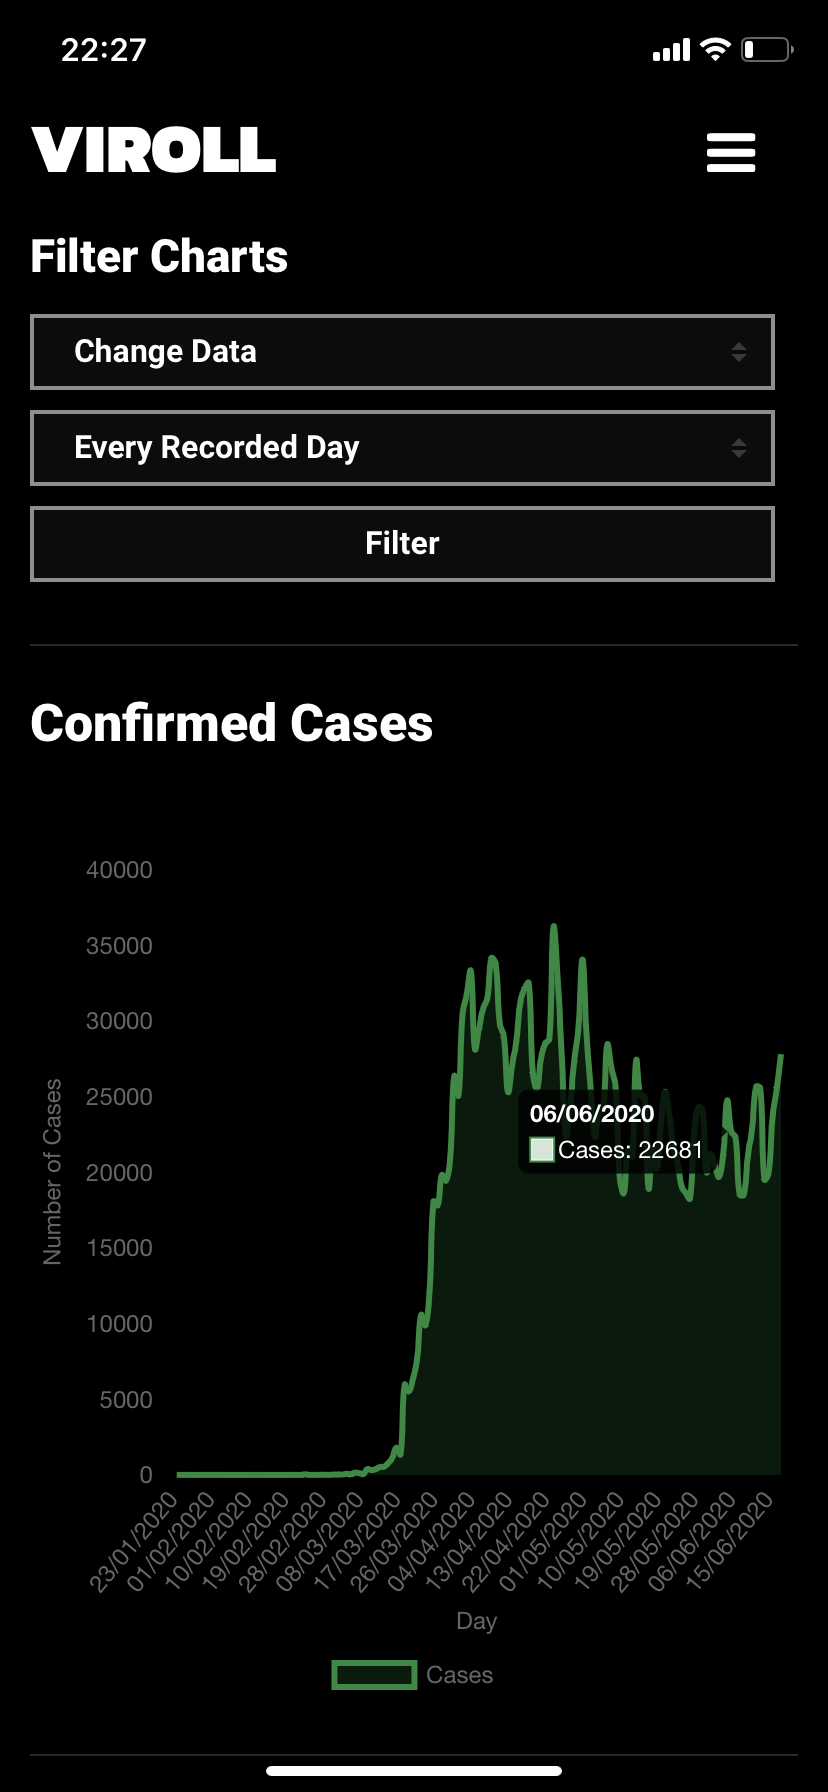 22:27
VIROLL
Filter Charts
Change Data
Every Recorded Day
Filter
Confirmed Cases
40000
35000
30000
25000
20000
15000
10000
5000
0
Number of Cases
06/06/2020
Cases: 22681
23/01/2020
01/02/2020
10/02/2020
19/02/2020
28/02/2020
08/03/2020
17/03/2020
26/03/2020
04/04/2020
13/04/2020
22/04/2020
01/05/2020
10/05/2020
19/05/2020
28/05/2020
06/06/2020
15/06/2020
Day
Cases